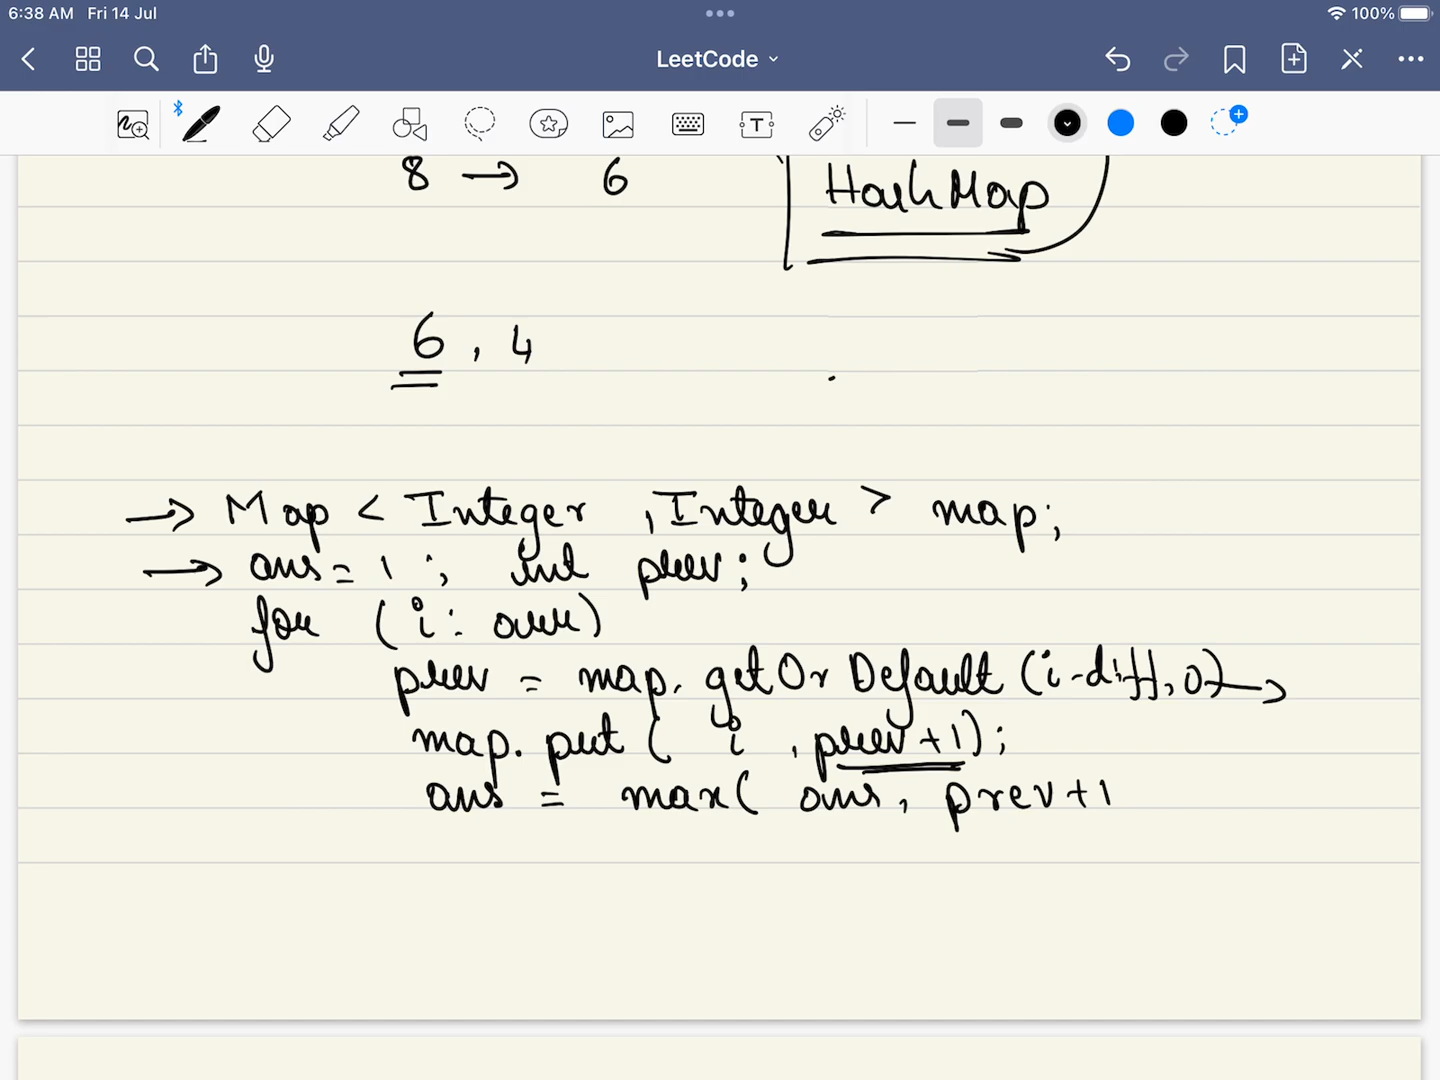 6:38 AM Fri 14 Jul
100%
LeetCode
T
8 → 6
HashMap
6 , 4
→ Map < Integer , Integer > map;
→ ans = 1 ; int prev ;
for ( i : arr )
prev = map. getOrDefault (i-diff, 0) →
map. put ( i , prev + 1 ) ;
ans = max( ans , prev + 1